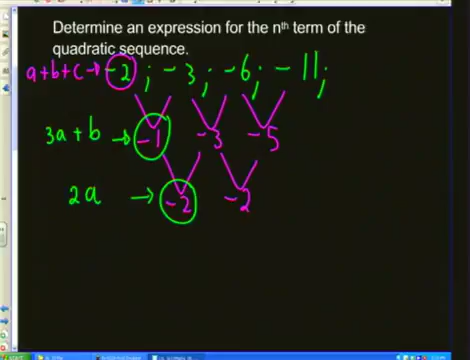 Determine an expression for the nth term of the
quadratic sequence.
a+b+c → -2 ; -3 ; -6 ; -11 ;
3a + b → -1 -3 -5
2a → -2 -2